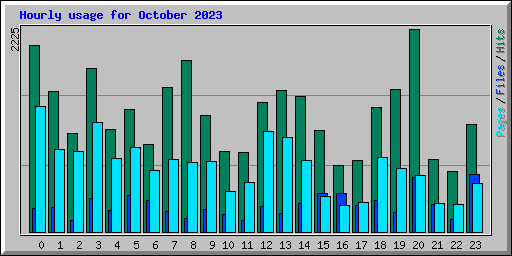 Hourly usage for October 2023
2225
Pages/Files/Hits
0 1 2 3 4 5 6 7 8 9 10 11 12 13 14 15 16 17 18 19 20 21 22 23